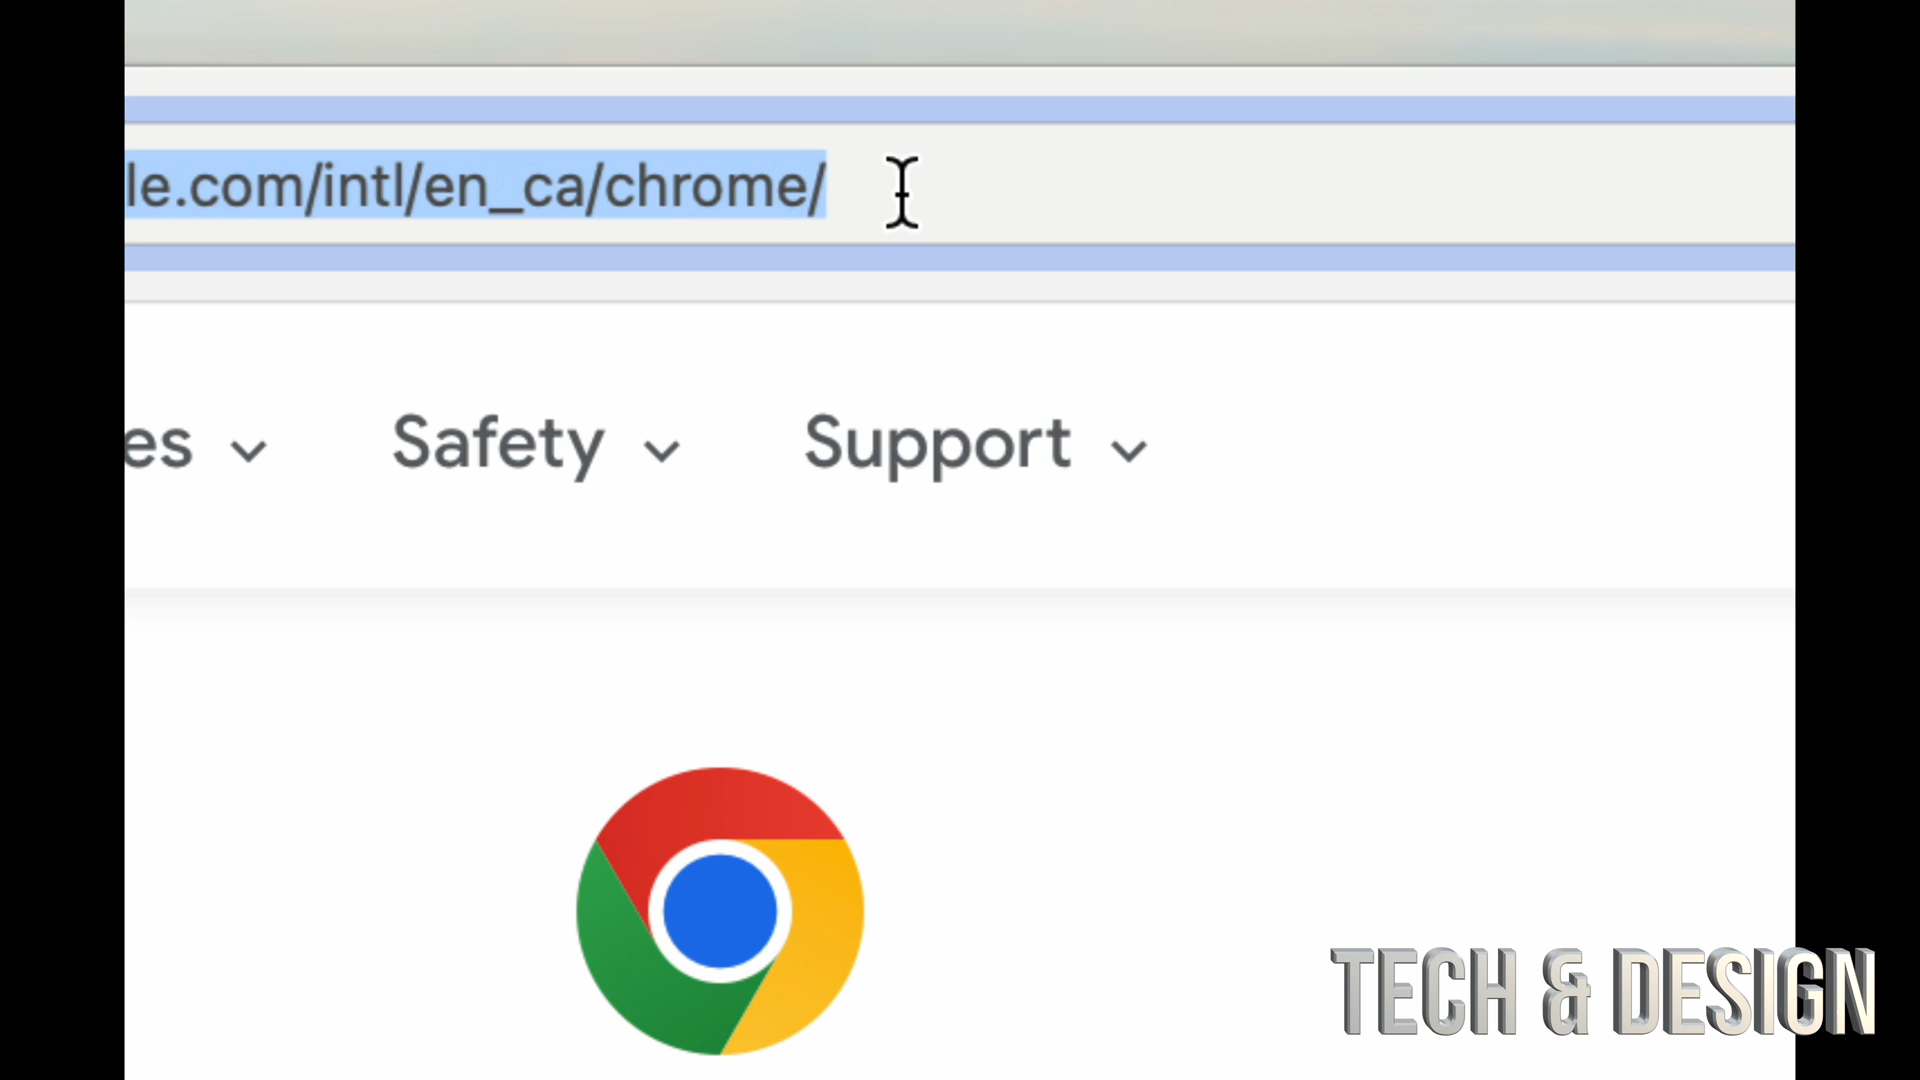 le.com/intl/en_ca/chrome/
es
Safety
Support
TECH & DESIGN